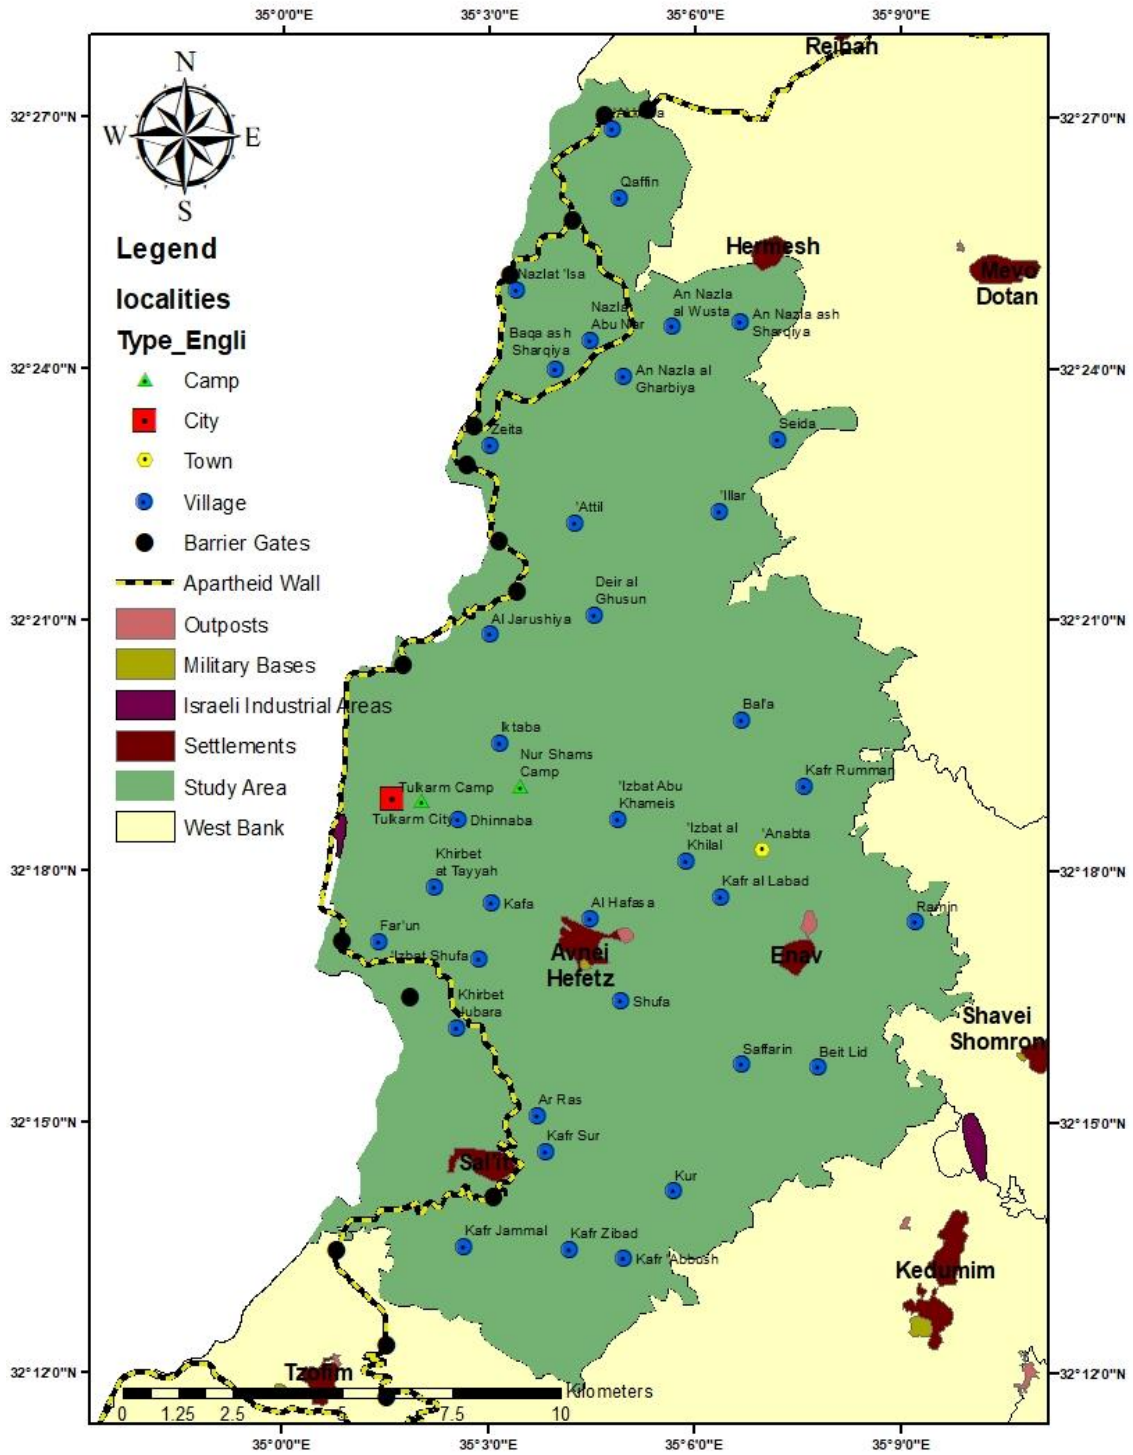 35°0'0"E 35°3'0"E 35°6'0"E 35°9'0"E
Reihan
32°27'0"N 32°27'0"N
N
W E
S
Qaffin
Legend
Hermesh
Mevo
Dotan
Nazlat 'Isa
localities
An Nazla
al Wusta
Nazlat
Abu Nar
An Nazla ash
Sharqiya
Type_Engli
Baqa ash
Sharqiya
32°24'0"N 32°24'0"N
An Nazla al
Gharbiya
Camp
City
Zeita
Seida
Town
Village
'Illar
'Attil
Barrier Gates
Apartheid Wall
Deir al
Ghusun
32°21'0"N 32°21'0"N
Al Jarushiya
Outposts
Military Bases
Israeli Industrial Areas
Bal'a
Iktaba
Settlements
Nur Shams
Camp
Kafr Rumman
Study Area
Tulkarm Camp
'Izbat Abu
Khameis
Tulkarm City
Dhinnaba
West Bank
'Izbat al
Khilal
'Anabta
32°18'0"N 32°18'0"N
Khirbet
at Tayyah
Kafr al Labad
Kafa
Al Hafasa
Ramin
Far'un
'Izbat Shufa
Avnei
Hefetz
Enav
Khirbet
Jubara
Shufa
Shavei
Shomron
Saffarin
Beit Lid
Ar Ras
32°15'0"N 32°15'0"N
Kafr Sur
Sal'it
Kur
Kafr Jammal
Kafr Zibad
Kafr 'Abbosh
Kedumim
32°12'0"N 32°12'0"N
Tzofim
Kilometers
0 1.25 2.5 5 7.5 10
35°0'0"E 35°3'0"E 35°6'0"E 35°9'0"E